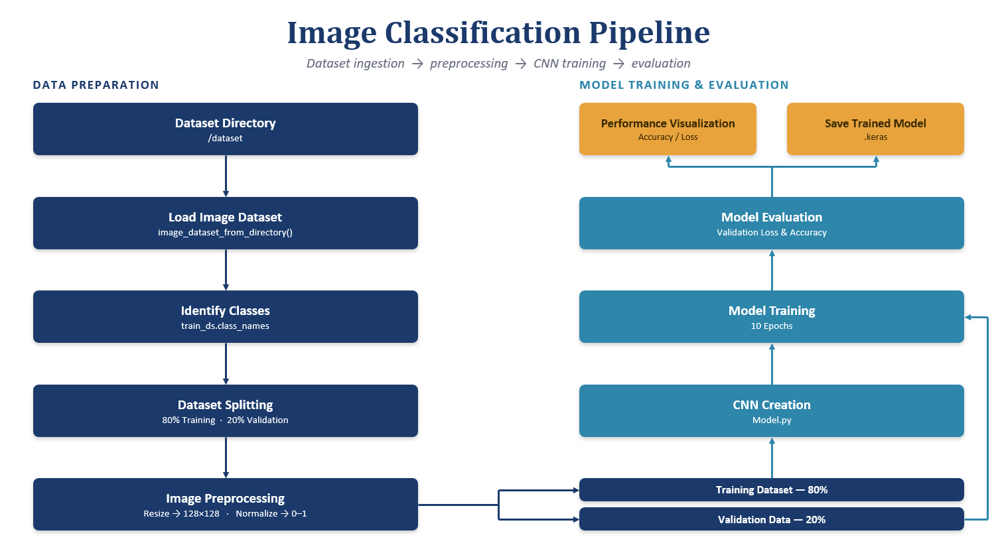 Image Classification Pipeline
Dataset ingestion → preprocessing → CNN training → evaluation
DATA PREPARATION
Dataset Directory
/dataset
Load Image Dataset
image_dataset_from_directory()
Identify Classes
train_ds.class_names
Dataset Splitting
80% Training · 20% Validation
Image Preprocessing
Resize → 128×128 · Normalize → 0–1
MODEL TRAINING & EVALUATION
Performance Visualization
Accuracy / Loss
Save Trained Model
.keras
Model Evaluation
Validation Loss & Accuracy
Model Training
10 Epochs
CNN Creation
Model.py
Training Dataset — 80%
Validation Data — 20%